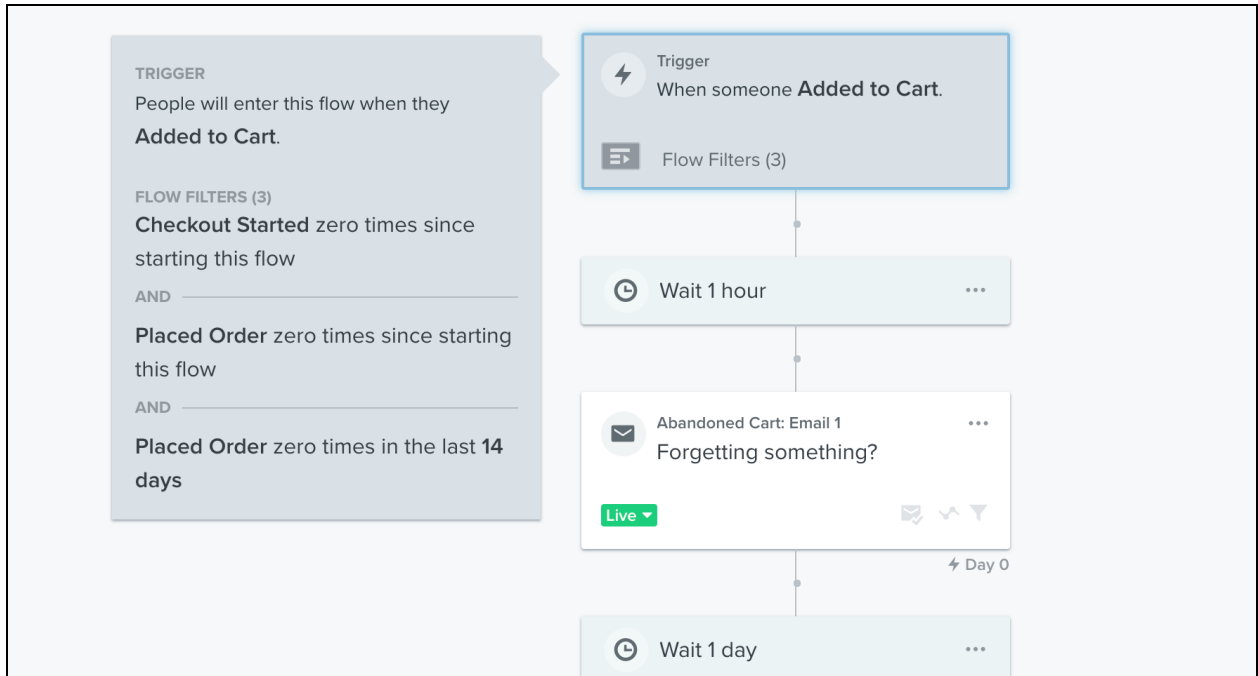 TRIGGER
People will enter this flow when they
Added to Cart.
FLOW FILTERS (3)
Checkout Started zero times since
starting this flow
AND
Placed Order zero times since starting
this flow
AND
Placed Order zero times in the last 14
days
Trigger
When someone Added to Cart.
Flow Filters (3)
Wait 1 hour
Abandoned Cart: Email 1
Forgetting something?
Live
Day 0
Wait 1 day